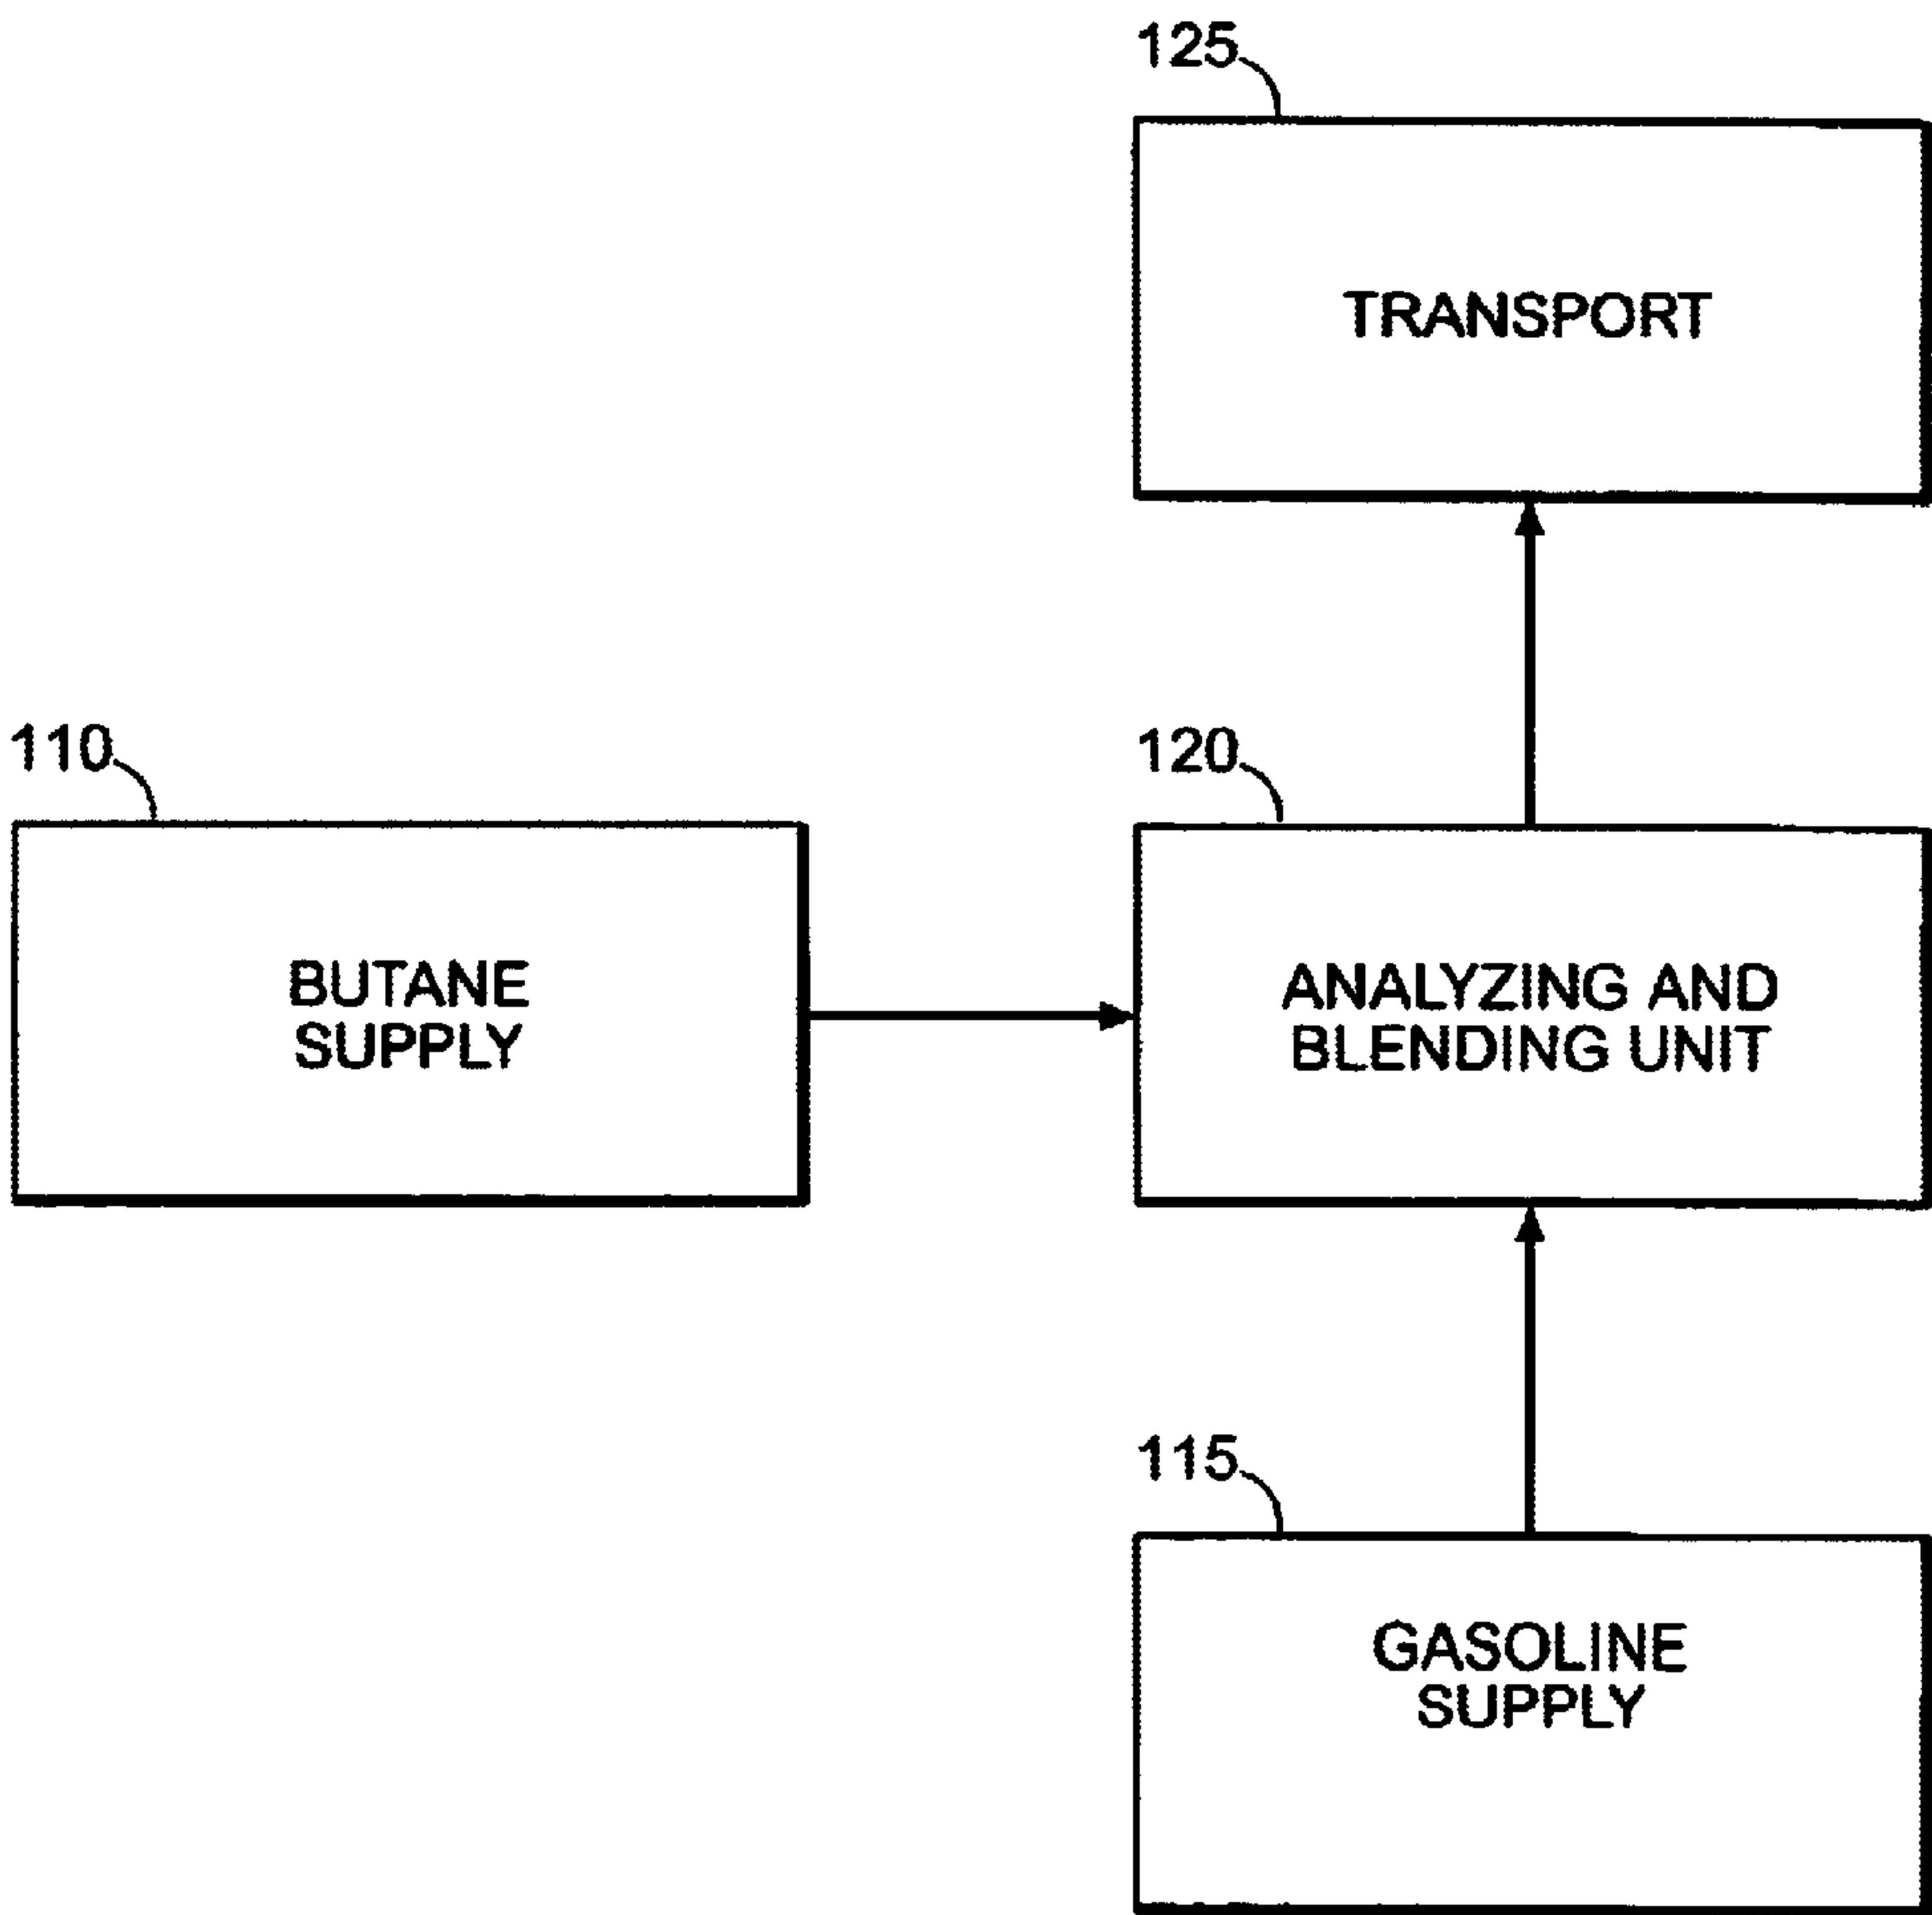 125
TRANSPORT
110
120
BUTANE
SUPPLY
ANALYZING AND
BLENDING UNIT
115
GASOLINE
SUPPLY